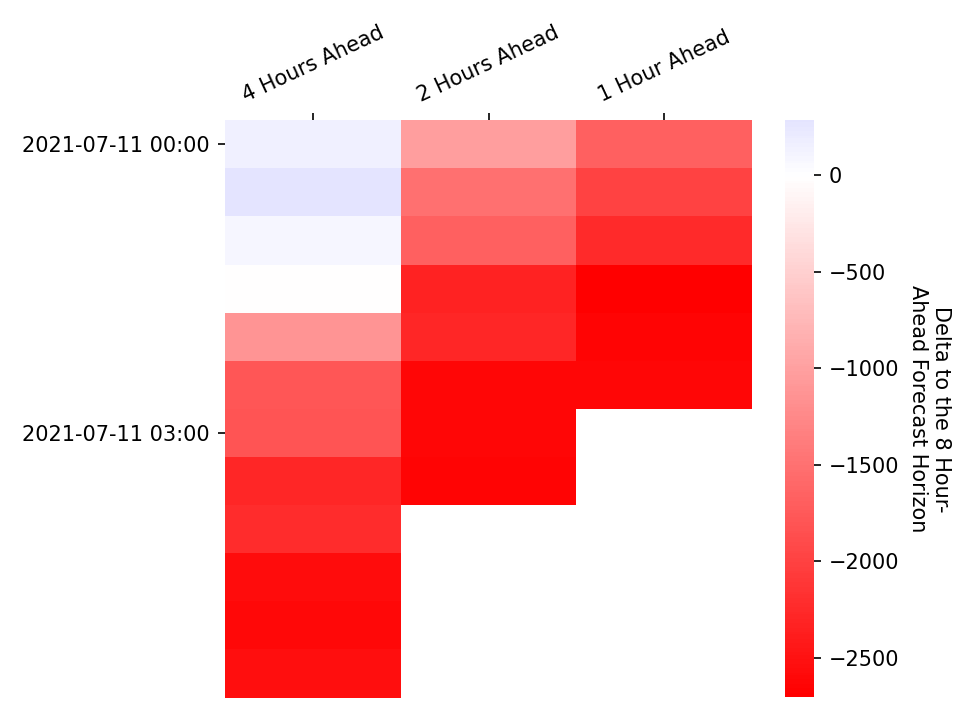 4 Hours Ahead
2 Hours Ahead
1 Hour Ahead
2021-07-11 00:00
2021-07-11 03:00
0
−500
−1000
−1500
−2000
−2500
Delta to the 8 Hour-
Ahead Forecast Horizon